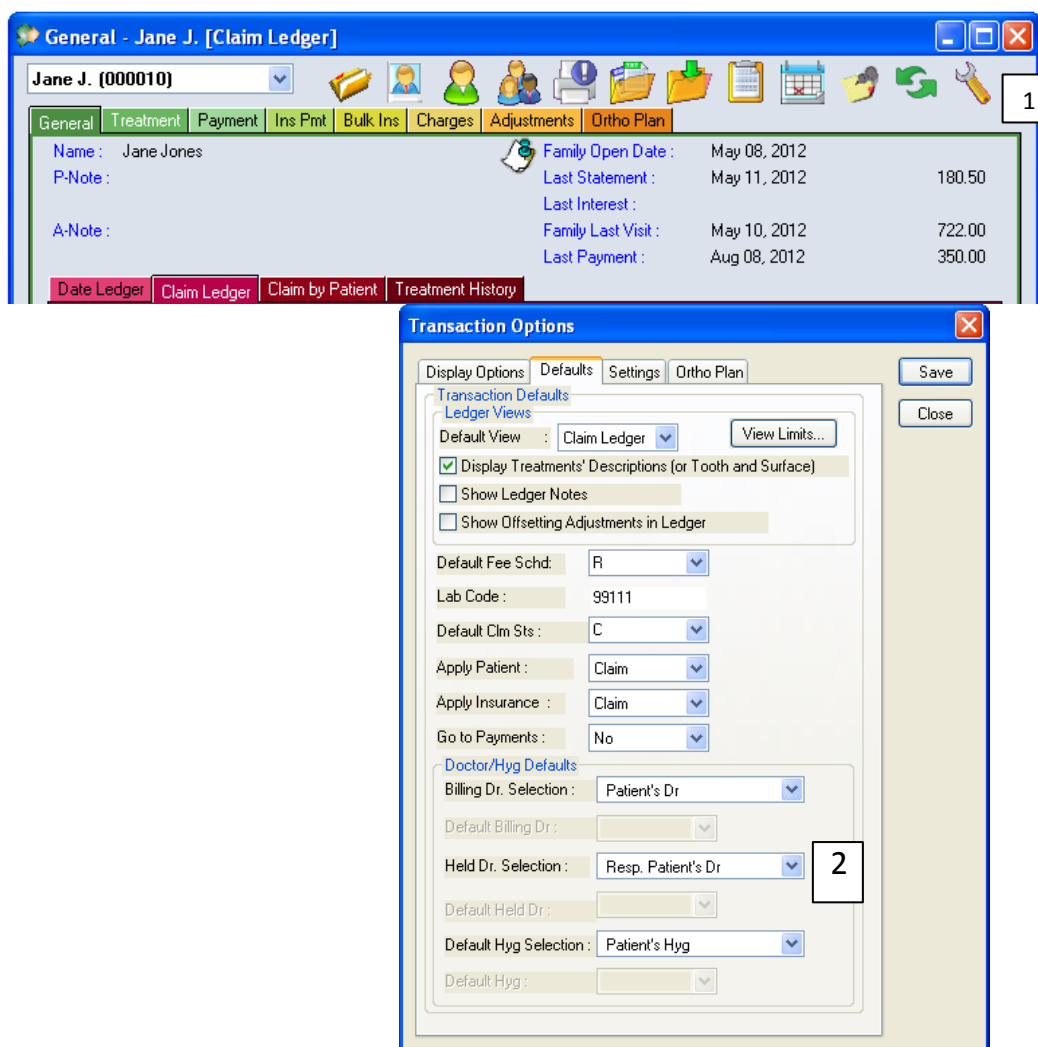 General - Jane J. [Claim Ledger]
Jane J. (000010)
1
General Treatment Payment Ins Pmt Bulk Ins Charges Adjustments Ortho Plan
Name : Jane Jones Family Open Date : May 08, 2012
P-Note : Last Statement : May 11, 2012 180.50
Last Interest :
A-Note : Family Last Visit : May 10, 2012 722.00
Last Payment : Aug 08, 2012 350.00
Date Ledger Claim Ledger Claim by Patient Treatment History
Transaction Options
Display Options Defaults Settings Ortho Plan Save
Transaction Defaults
Ledger Views
Close
Default View : Claim Ledger View Limits...
Display Treatments' Descriptions (or Tooth and Surface)
Show Ledger Notes
Show Offsetting Adjustments in Ledger
Default Fee Schd: R
Lab Code : 99111
Default Clm Sts : C
Apply Patient : Claim
Apply Insurance : Claim
Go to Payments : No
Doctor/Hyg Defaults
Billing Dr. Selection : Patient's Dr
Default Billing Dr :
Held Dr. Selection : Resp. Patient's Dr 2
Default Held Dr :
Default Hyg Selection : Patient's Hyg
Default Hyg :